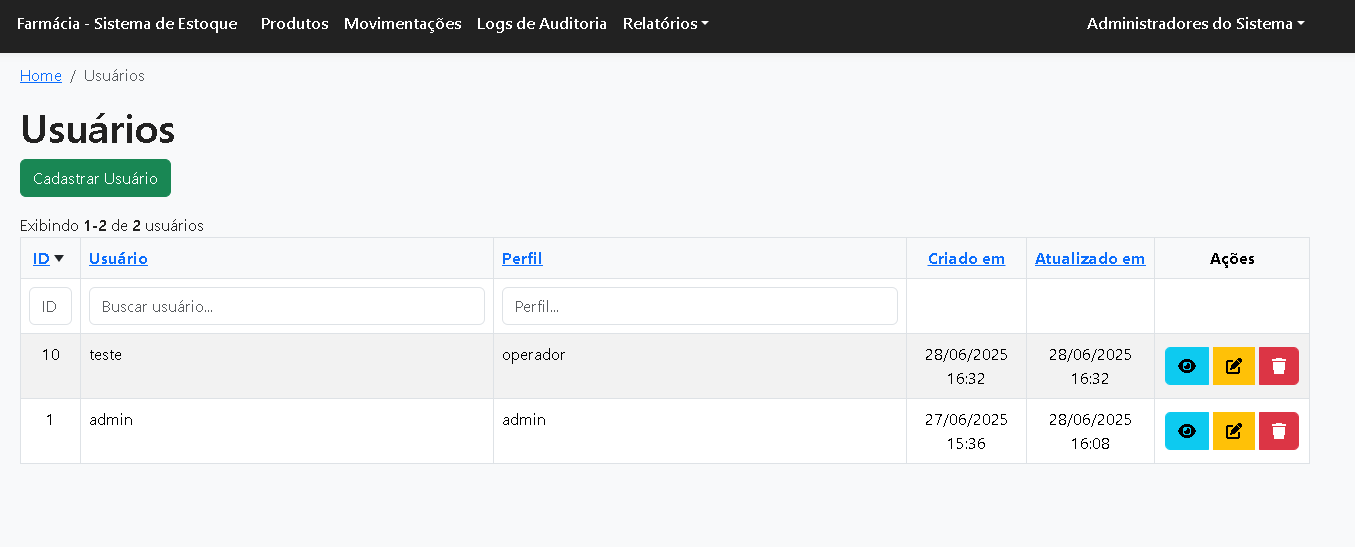 Farmácia - Sistema de Estoque Produtos Movimentações Logs de Auditoria Relatórios Administradores do Sistema
Home / Usuários
Usuários
Cadastrar Usuário
Exibindo 1-2 de 2 usuários
ID Usuário Perfil Criado em Atualizado em Ações
ID Buscar usuário... Perfil...
10 teste operador 28/06/2025 28/06/2025
16:32 16:32
1 admin admin 27/06/2025 28/06/2025
15:36 16:08